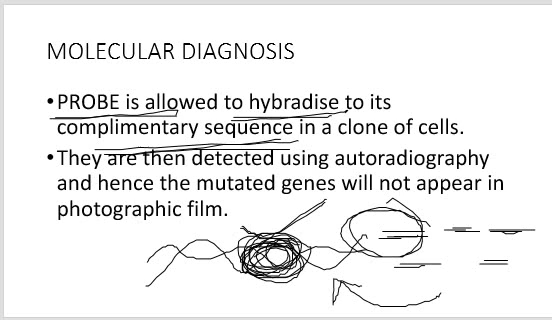 MOLECULAR DIAGNOSIS
•PROBE is allowed to hybradise to its
complimentary sequence in a clone of cells.
•They are then detected using autoradiography
and hence the mutated genes will not appear in
photographic film.